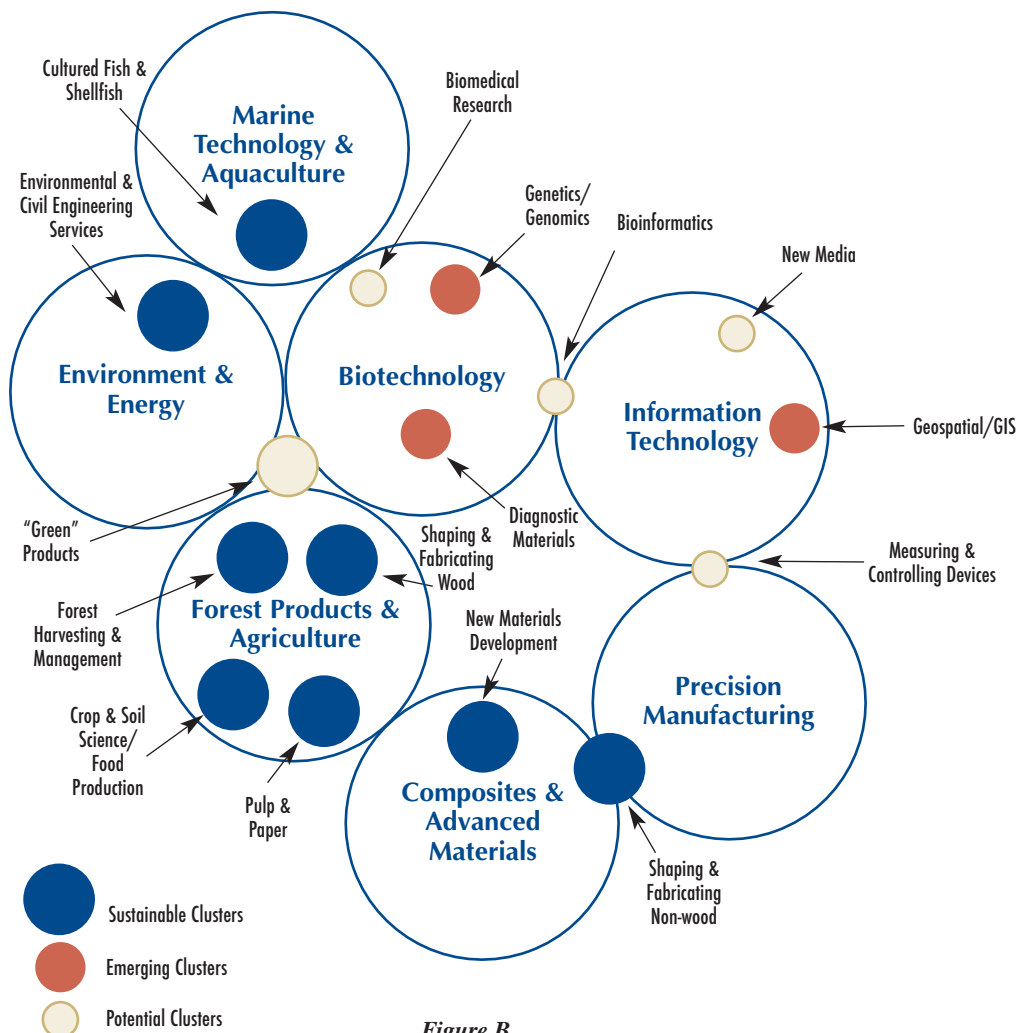 Cultured Fish &
Shellfish
Biomedical
Research
Marine
Technology &
Aquaculture
Environmental &
Civil Engineering
Services
Genetics/
Genomics
Bioinformatics
New Media
Environment &
Energy
Biotechnology
Information
Technology
Geospatial/GIS
"Green"
Products
Shaping &
Fabricating
Wood
Diagnostic
Materials
Measuring &
Controlling Devices
Forest
Harvesting &
Management
Forest Products &
Agriculture
New Materials
Development
Precision
Manufacturing
Crop & Soil
Science/
Food
Production
Pulp &
Paper
Composites &
Advanced
Materials
Shaping &
Fabricating
Non-wood
Sustainable Clusters
Emerging Clusters
Potential Clusters
Figure B